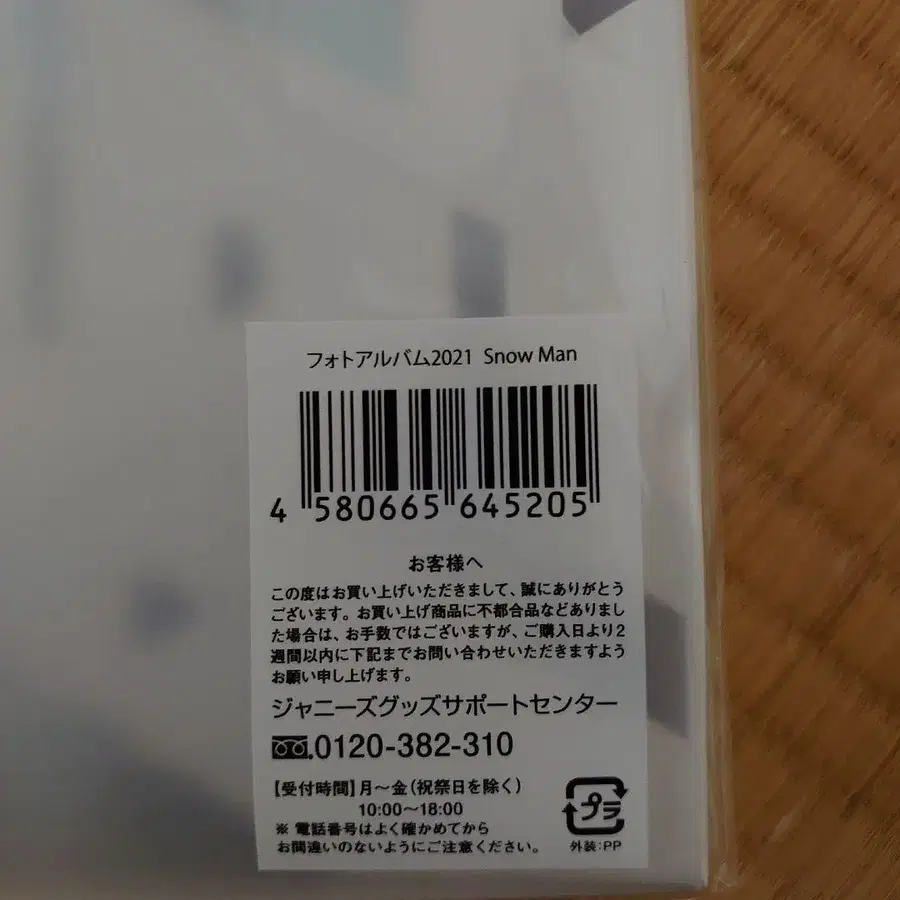 フォトアルバム2021 Snow Man
4 580665 645205
お客様へ
この度はお買い上げいただきまして、誠にありがとう
ございます。お買い上げ商品に不都合品などありまし
た場合は、お手数ではございますが、ご購入日より2
週間以内に下記までお問い合わせいただきますよう
お願い申し上げます。
ジャニーズグッズサポートセンター
0120-382-310
【受付時間】月〜金(祝祭日を除く)
10:00〜18:00
※ 電話番号はよく確かめてから
お間違いのないようにご注意ください。
プラ
外装:PP